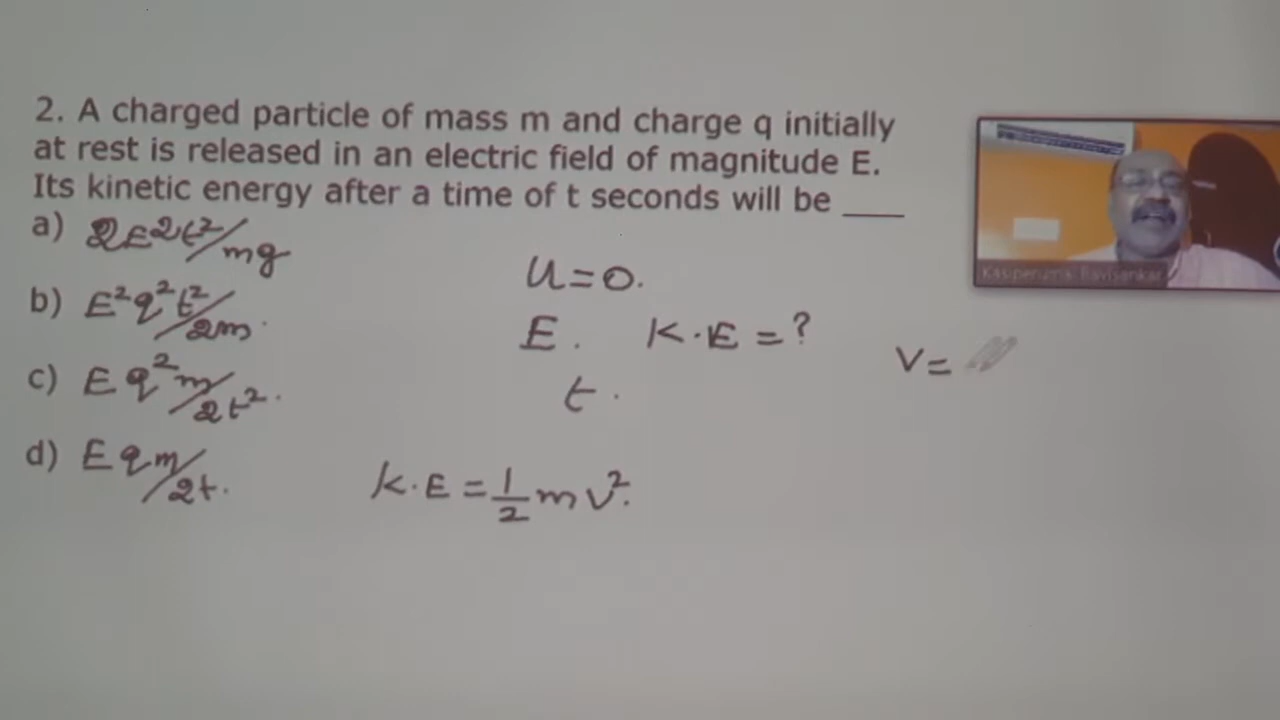 2. A charged particle of mass m and charge q initially
at rest is released in an electric field of magnitude E.
Its kinetic energy after a time of t seconds will be ____
a) 2E²t²/mq
b) E²q²t²/2m.
c) Eq²m/2t².
d) Eqm/2t.
u=0.
E. K.E=?
t.
v=
K.E=1/2 mv².